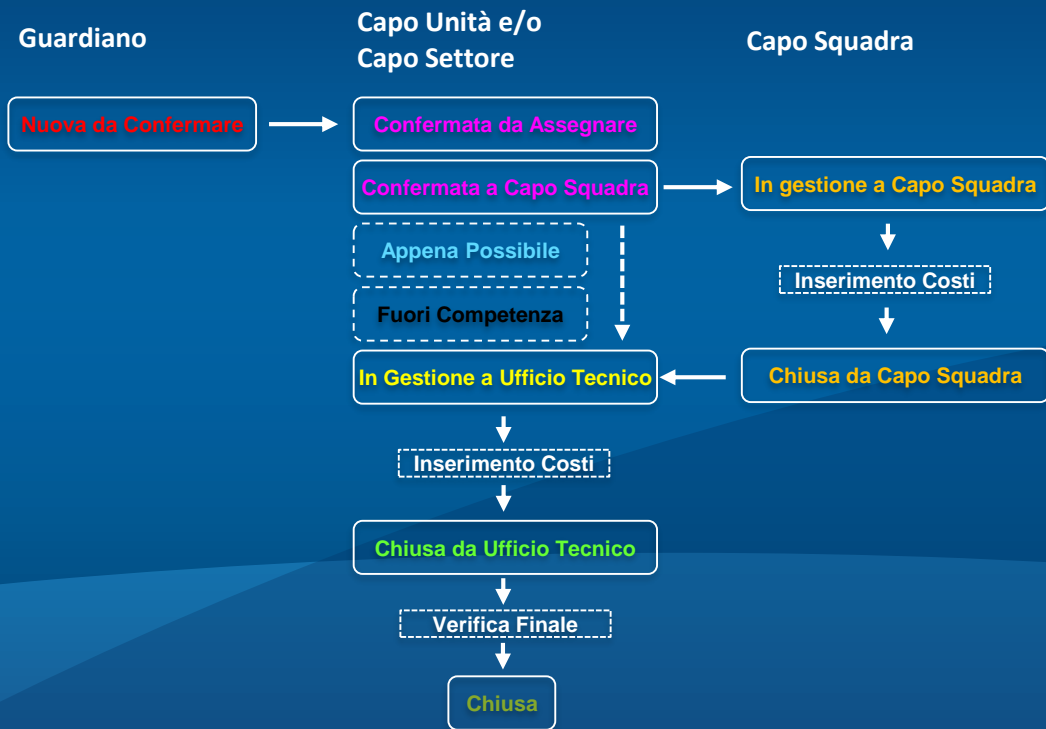 Guardiano
Capo Unità e/o
Capo Settore
Capo Squadra
Nuova da Confermare
Confermata da Assegnare
Confermata a Capo Squadra
In gestione a Capo Squadra
Appena Possibile
Inserimento Costi
Fuori Competenza
In Gestione a Ufficio Tecnico
Chiusa da Capo Squadra
Inserimento Costi
Chiusa da Ufficio Tecnico
Verifica Finale
Chiusa